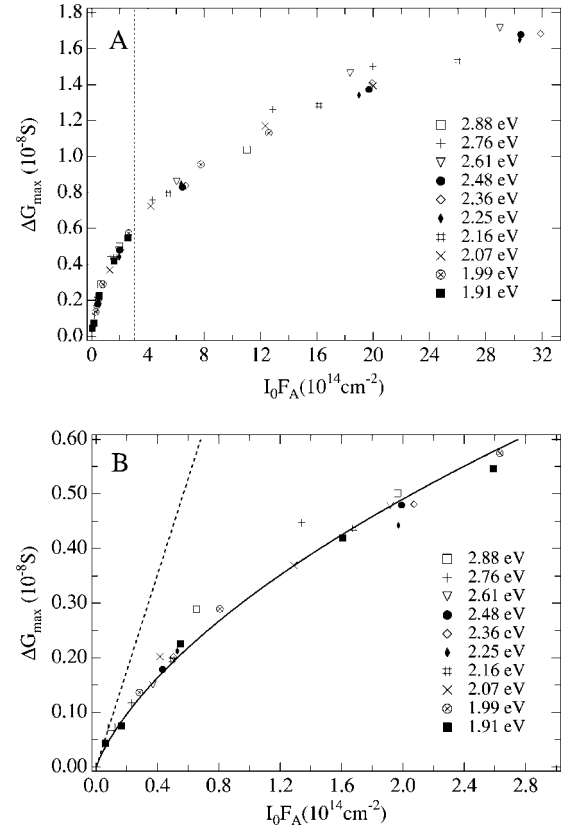 A
1.8
1.6
1.4
1.2
1.0
0.8
0.6
0.4
0.2
0.0
ΔG_max (10^-8 S)
2.88 eV
2.76 eV
2.61 eV
2.48 eV
2.36 eV
2.25 eV
2.16 eV
2.07 eV
1.99 eV
1.91 eV
0 4 8 12 16 20 24 28 32
I_0F_A(10^14 cm^-2)
B
0.60
0.50
0.40
0.30
0.20
0.10
0.00
ΔG_max (10^-8 S)
2.88 eV
2.76 eV
2.61 eV
2.48 eV
2.36 eV
2.25 eV
2.16 eV
2.07 eV
1.99 eV
1.91 eV
0.0 0.6 1.2 1.8 2.4 3.0
I_0F_A(10^14 cm^-2)